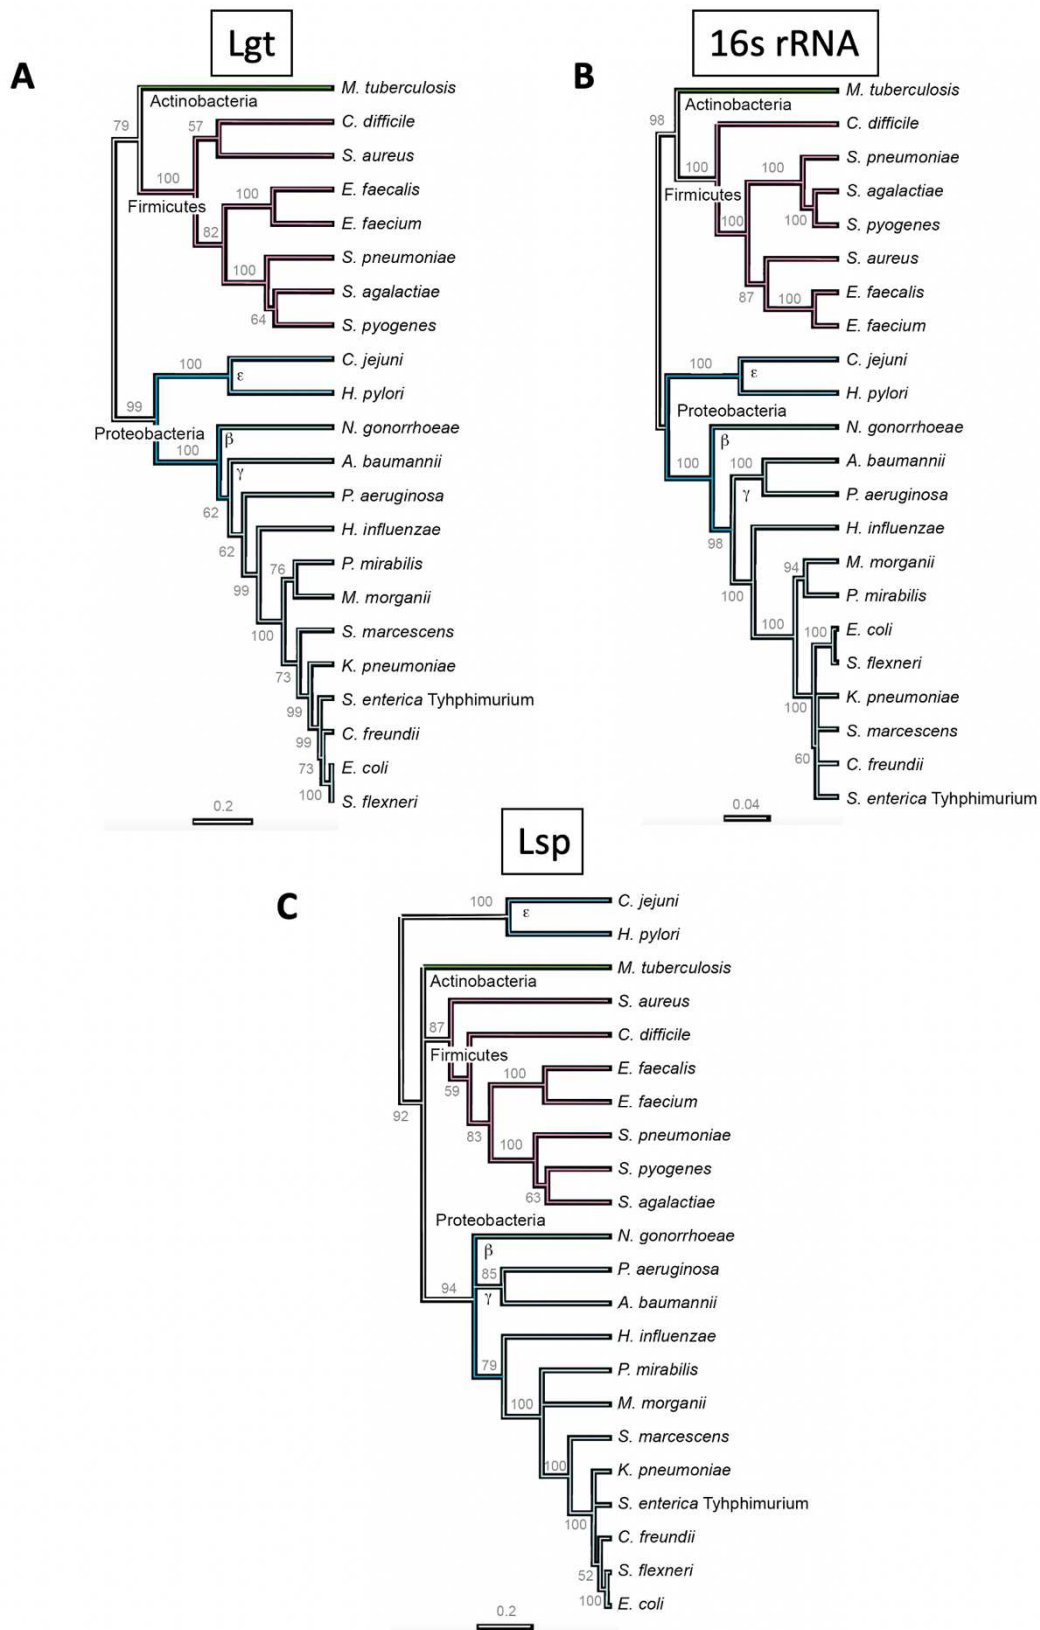 Lgt
A
M. tuberculosis
Actinobacteria
79
57
C. difficile
S. aureus
100
Firmicutes
E. faecalis
100
E. faecium
82
S. pneumoniae
100
S. agalactiae
64
S. pyogenes
C. jejuni
100
ε
H. pylori
99
Proteobacteria
N. gonorrhoeae
β
100
A. baumannii
γ
P. aeruginosa
62
H. influenzae
62
P. mirabilis
76
99
M. morganii
100
S. marcescens
K. pneumoniae
73
S. enterica Tyhphimurium
99
C. freundii
99
E. coli
73
100
S. flexneri
0.2
16s rRNA
B
M. tuberculosis
Actinobacteria
98
C. difficile
S. pneumoniae
100
100
Firmicutes
S. agalactiae
100
100
S. pyogenes
S. aureus
87
100
E. faecalis
E. faecium
C. jejuni
100
ε
H. pylori
Proteobacteria
N. gonorrhoeae
β
100
100
A. baumannii
γ
P. aeruginosa
98
H. influenzae
94
M. morganii
100
P. mirabilis
100
100
E. coli
S. flexneri
K. pneumoniae
100
S. marcescens
60
C. freundii
S. enterica Tyhphimurium
0.04
Lsp
C
C. jejuni
100
ε
H. pylori
M. tuberculosis
Actinobacteria
S. aureus
87
C. difficile
Firmicutes
E. faecalis
100
59
E. faecium
92
83
S. pneumoniae
100
S. pyogenes
63
S. agalactiae
Proteobacteria
N. gonorrhoeae
β
85
P. aeruginosa
94
γ
A. baumannii
H. influenzae
79
P. mirabilis
100
M. morganii
S. marcescens
100
K. pneumoniae
S. enterica Tyhphimurium
100
C. freundii
52
S. flexneri
100
E. coli
0.2